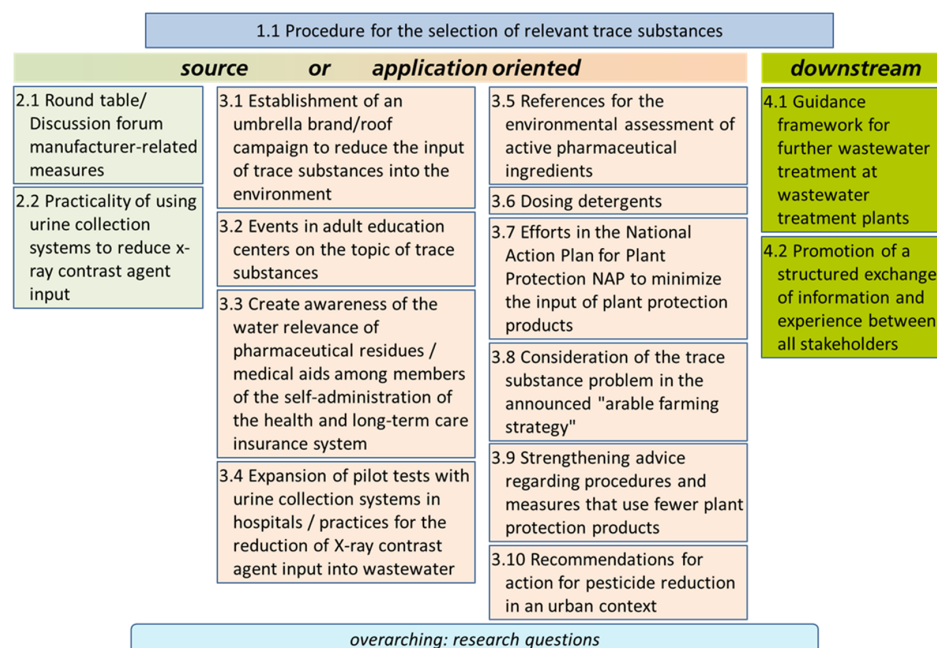 1.1 Procedure for the selection of relevant trace substances
source or application oriented
downstream
2.1 Round table/
Discussion forum
manufacturer-related
measures
2.2 Practicality of using
urine collection
systems to reduce x-
ray contrast agent
input
3.1 Establishment of an
umbrella brand/roof
campaign to reduce the input
of trace substances into the
environment
3.2 Events in adult education
centers on the topic of trace
substances
3.3 Create awareness of the
water relevance of
pharmaceutical residues /
medical aids among members
of the self-administration of
the health and long-term care
insurance system
3.4 Expansion of pilot tests with
urine collection systems in
hospitals / practices for the
reduction of X-ray contrast
agent input into wastewater
3.5 References for the
environmental assessment of
active pharmaceutical
ingredients
3.6 Dosing detergents
3.7 Efforts in the National
Action Plan for Plant
Protection NAP to minimize
the input of plant protection
products
3.8 Consideration of the trace
substance problem in the
announced "arable farming
strategy"
3.9 Strengthening advice
regarding procedures and
measures that use fewer plant
protection products
3.10 Recommendations for
action for pesticide reduction
in an urban context
4.1 Guidance
framework for
further wastewater
treatment at
wastewater
treatment plants
4.2 Promotion of a
structured exchange
of information and
experience between
all stakeholders
overarching: research questions